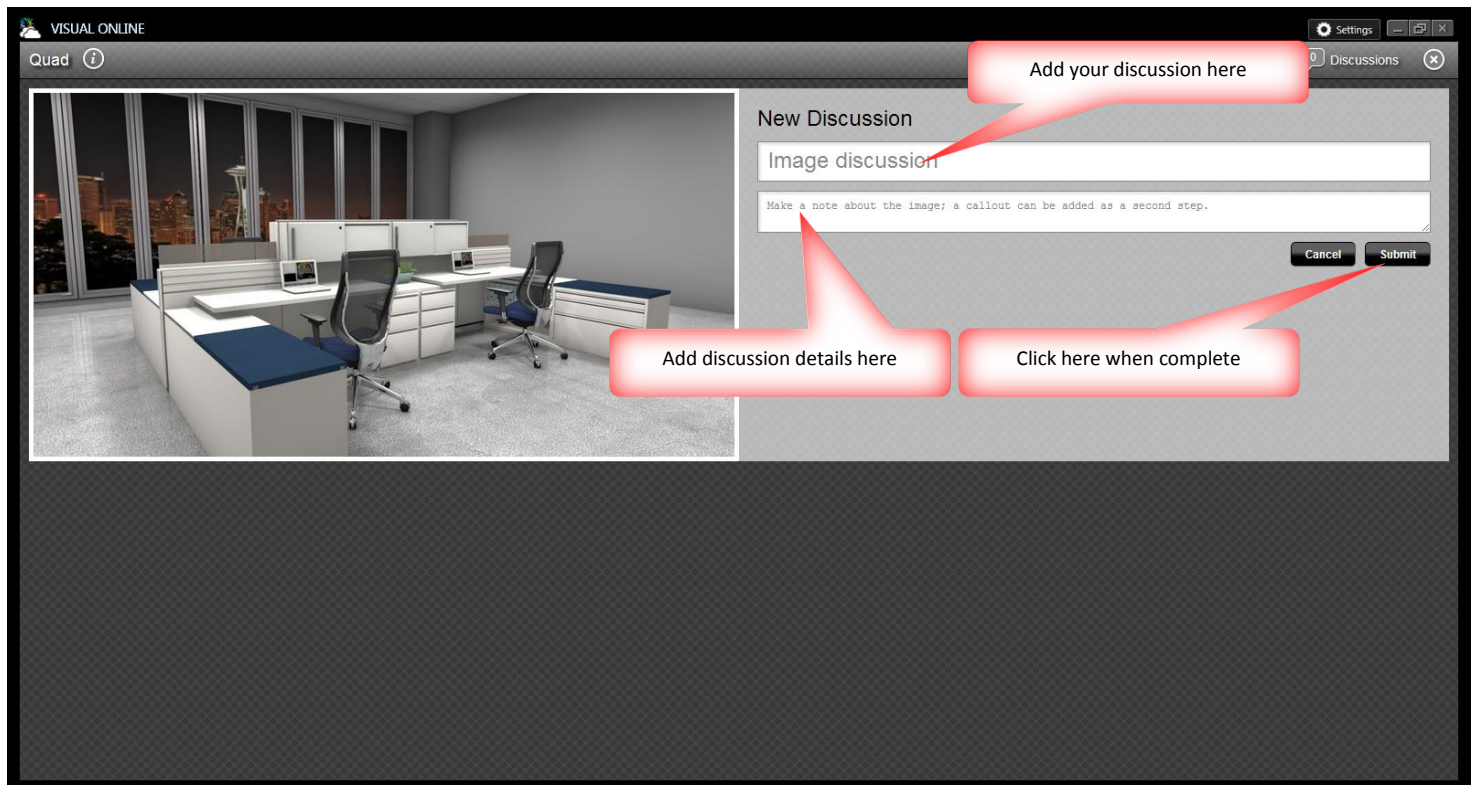 VISUAL ONLINE
Settings
Quad
Add your discussion here
0 Discussions
New Discussion
Image discussion
Make a note about the image; a callout can be added as a second step.
Cancel Submit
Add discussion details here
Click here when complete